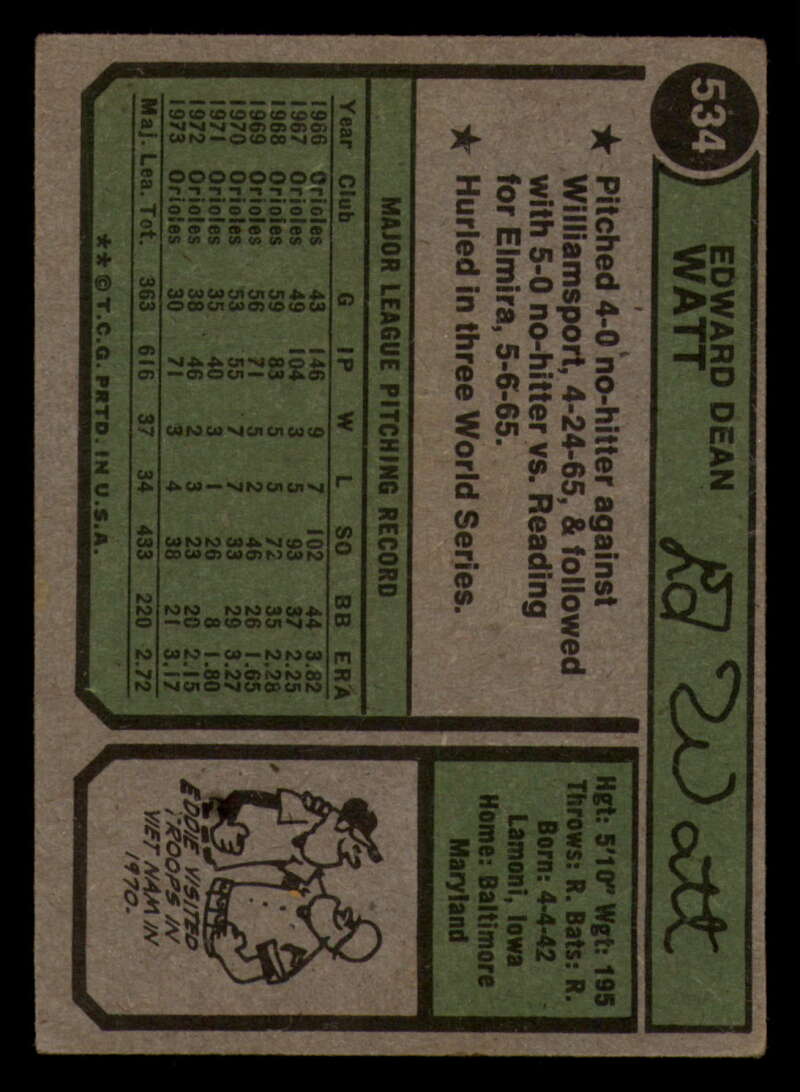 534
EDWARD DEAN
WATT
Ed Watt
★ Pitched 4-0 no-hitter against
Williamsport, 4-24-65, & followed
with 5-0 no-hitter vs. Reading
for Elmira, 5-6-65.
★ Hurled in three World Series.
Hgt: 5'10" Wgt: 195
Throws: R. Bats: R.
Born: 4-4-42
Lamoni, Iowa
Home: Baltimore
Maryland
MAJOR LEAGUE PITCHING RECORD
Year Club G IP W L SO BB ERA
1966 Orioles 43 146 9 7 102 44 3.82
1967 Orioles 49 104 3 5 93 37 2.25
1968 Orioles 59 83 5 5 72 35 2.28
1969 Orioles 56 71 5 2 46 26 1.65
1970 Orioles 53 55 7 7 33 29 3.27
1971 Orioles 35 40 3 1 26 8 1.80
1972 Orioles 38 46 2 3 23 20 2.15
1973 Orioles 30 71 3 4 38 21 3.17
Maj. Lea. Tot. 363 616 37 34 433 220 2.72
**©T.C.G. PRTD. IN U.S.A.
EDDIE VISITED
TROOPS IN
VIET NAM IN
1970.